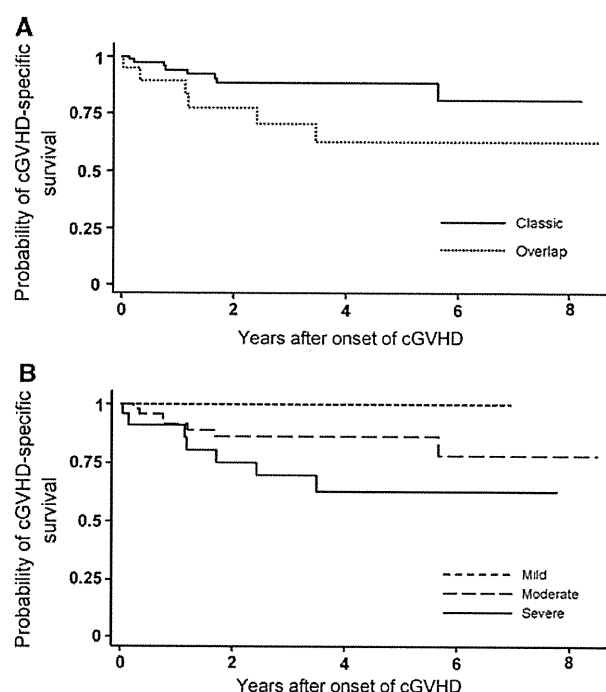 A
Probability of cGVHD-specific
survival
1
0.75
0.5
0.25
0
Classic
Overlap
0
2
4
6
8
Years after onset of cGVHD
B
Probability of cGVHD-specific
survival
1
0.75
0.5
0.25
0
Mild
Moderate
Severe
0
2
4
6
8
Years after onset of cGVHD